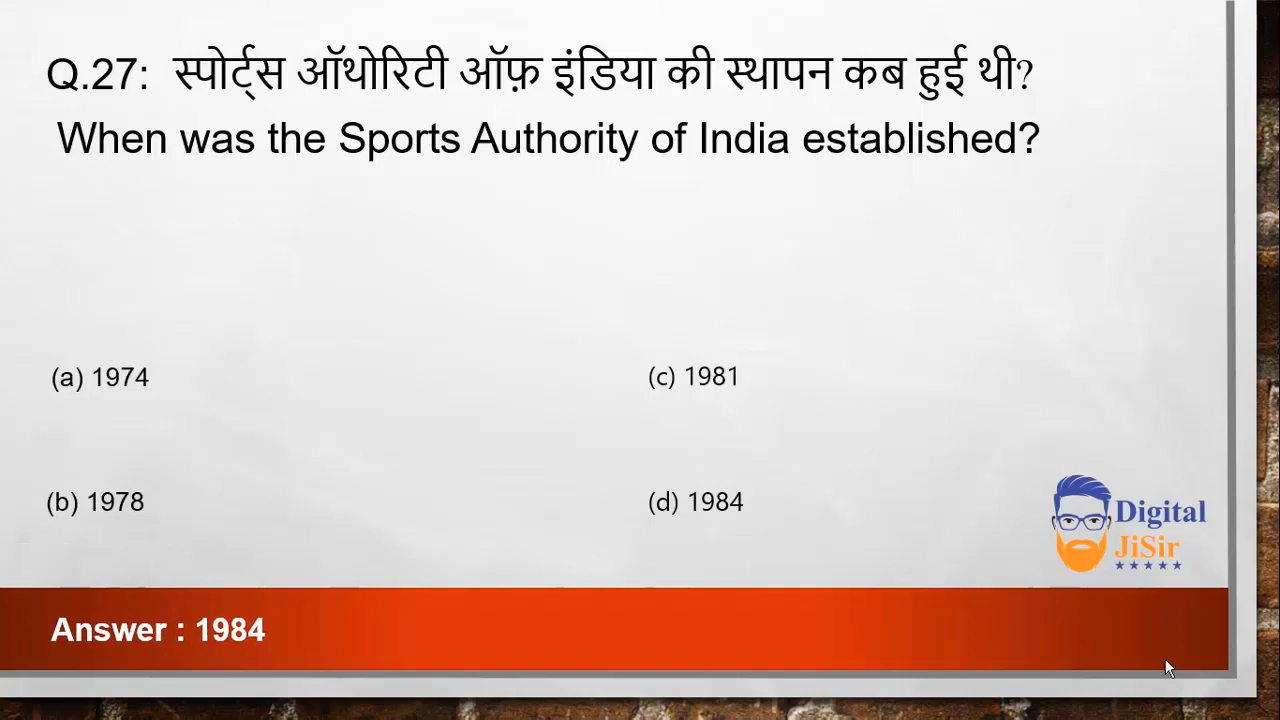 Q.27: स्पोर्ट्स ऑथोरिटी ऑफ़ इंडिया की स्थापन कब हुई थी?
When was the Sports Authority of India established?
(a) 1974
(c) 1981
(b) 1978
(d) 1984
Digital
JiSir
Answer : 1984